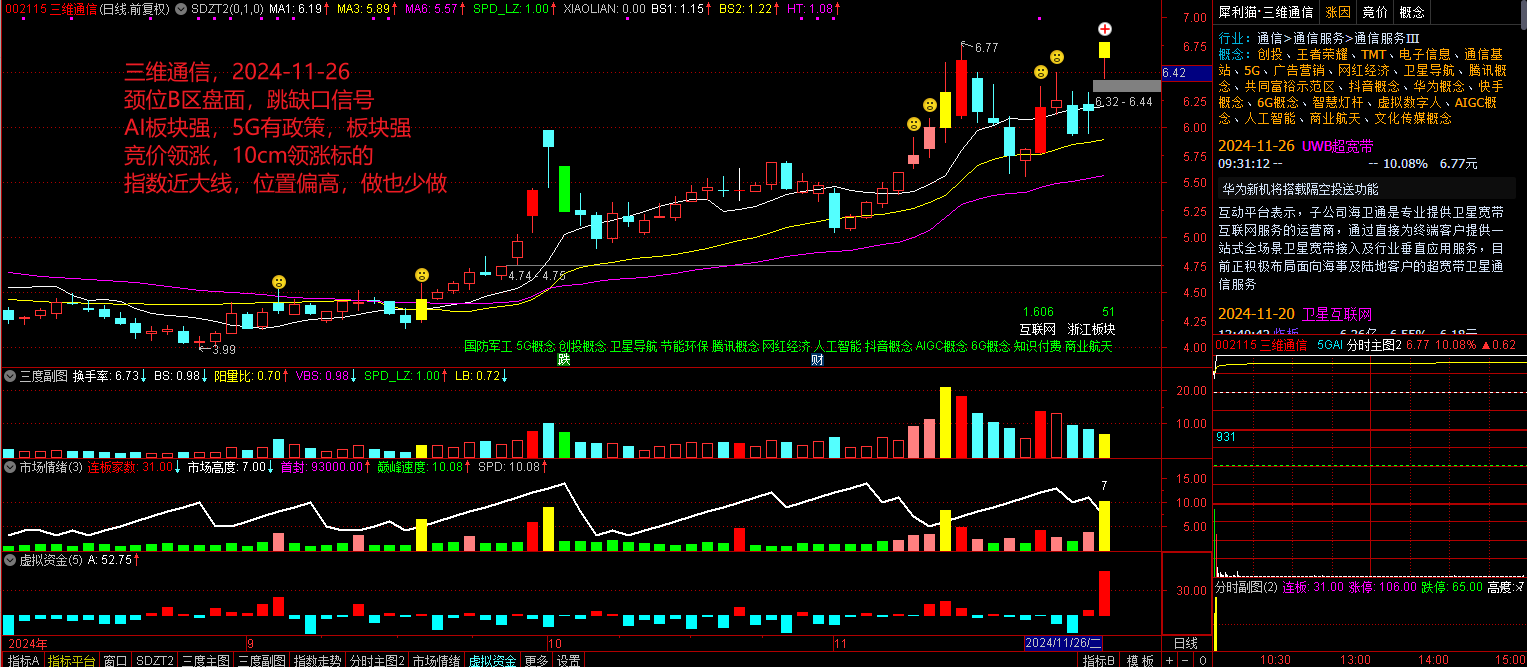 002115 三维通信(日线.前复权) SDZT2(0,1,0) MA1: 6.19↑ MA3: 5.89↑ MA6: 5.57↑ SPD_LZ: 1.00↑ XIAOLIAN: 0.00 BS1: 1.15↑ BS2: 1.22↑ HT: 1.08↑
三维通信，2024-11-26
颈位B区盘面，跳缺口信号
AI板块强，5G有政策，板块强
竞价领涨，10cm领涨标的
指数近大线，位置偏高，做也少做
6.77
6.32 - 6.44
4.74 - 4.75
←3.99
1.606 51
互联网 浙江板块
国防军工 5G概念 创投概念 卫星导航 节能环保 腾讯概念 网红经济 人工智能 抖音概念 AIGC概念 6G概念 知识付费 商业航天
跌 财
7.00
6.75
6.42
6.25
6.00
5.75
5.50
5.25
5.00
4.75
4.50
4.25
4.00
三度副图 换手率: 6.73↓ BS: 0.98↓ 阳量比: 0.70↑ VBS: 0.98↓ SPD_LZ: 1.00↑ LB: 0.72↓
20.00
10.00
市场情绪(3) 连板家数: 31.00↓ 市场高度: 7.00↓ 首封: 93000.00↑ 巅峰速度: 10.08↑ SPD: 10.08↑
7
15.00
10.00
5.00
虚拟资金(5) A: 52.75↑
30.00
2024年 9 10 11 2024/11/26/二 日线
指标A 指标平台 窗口 SDZT2 三度主图 三度副图 指数走势 分时主图2 市场情绪 虚拟资金 更多 设置 指标B 模板 + - 0
犀利猫·三维通信 涨因 竞价 概念
行业: 通信>通信服务>通信服务Ⅲ
概念: 创投、王者荣耀、TMT、电子信息、通信基
站、5G、广告营销、网红经济、卫星导航、腾讯概
念、共同富裕示范区、抖音概念、华为概念、快手
概念、6G概念、智慧灯杆、虚拟数字人、AIGC概
念、人工智能、商业航天、文化传媒概念
2024-11-26 UWB超宽带
09:31:12 -- -- 10.08% 6.77元
华为新机将搭载隔空投送功能
互动平台表示，子公司海卫通是专业提供卫星宽带
互联网服务的运营商，通过直接为终端客户提供一
站式全场景卫星宽带接入及行业垂直应用服务，目
前正积极布局面向海事及陆地客户的超宽带卫星通
信服务
2024-11-20 卫星互联网
002115 三维通信 5GAI 分时主图2 6.77 10.08% ▲0.62
931
分时副图(2) 连板: 31.00 涨停: 106.00 跌停: 65.00 高度: 7
10:30 13:00 14:00 15:00